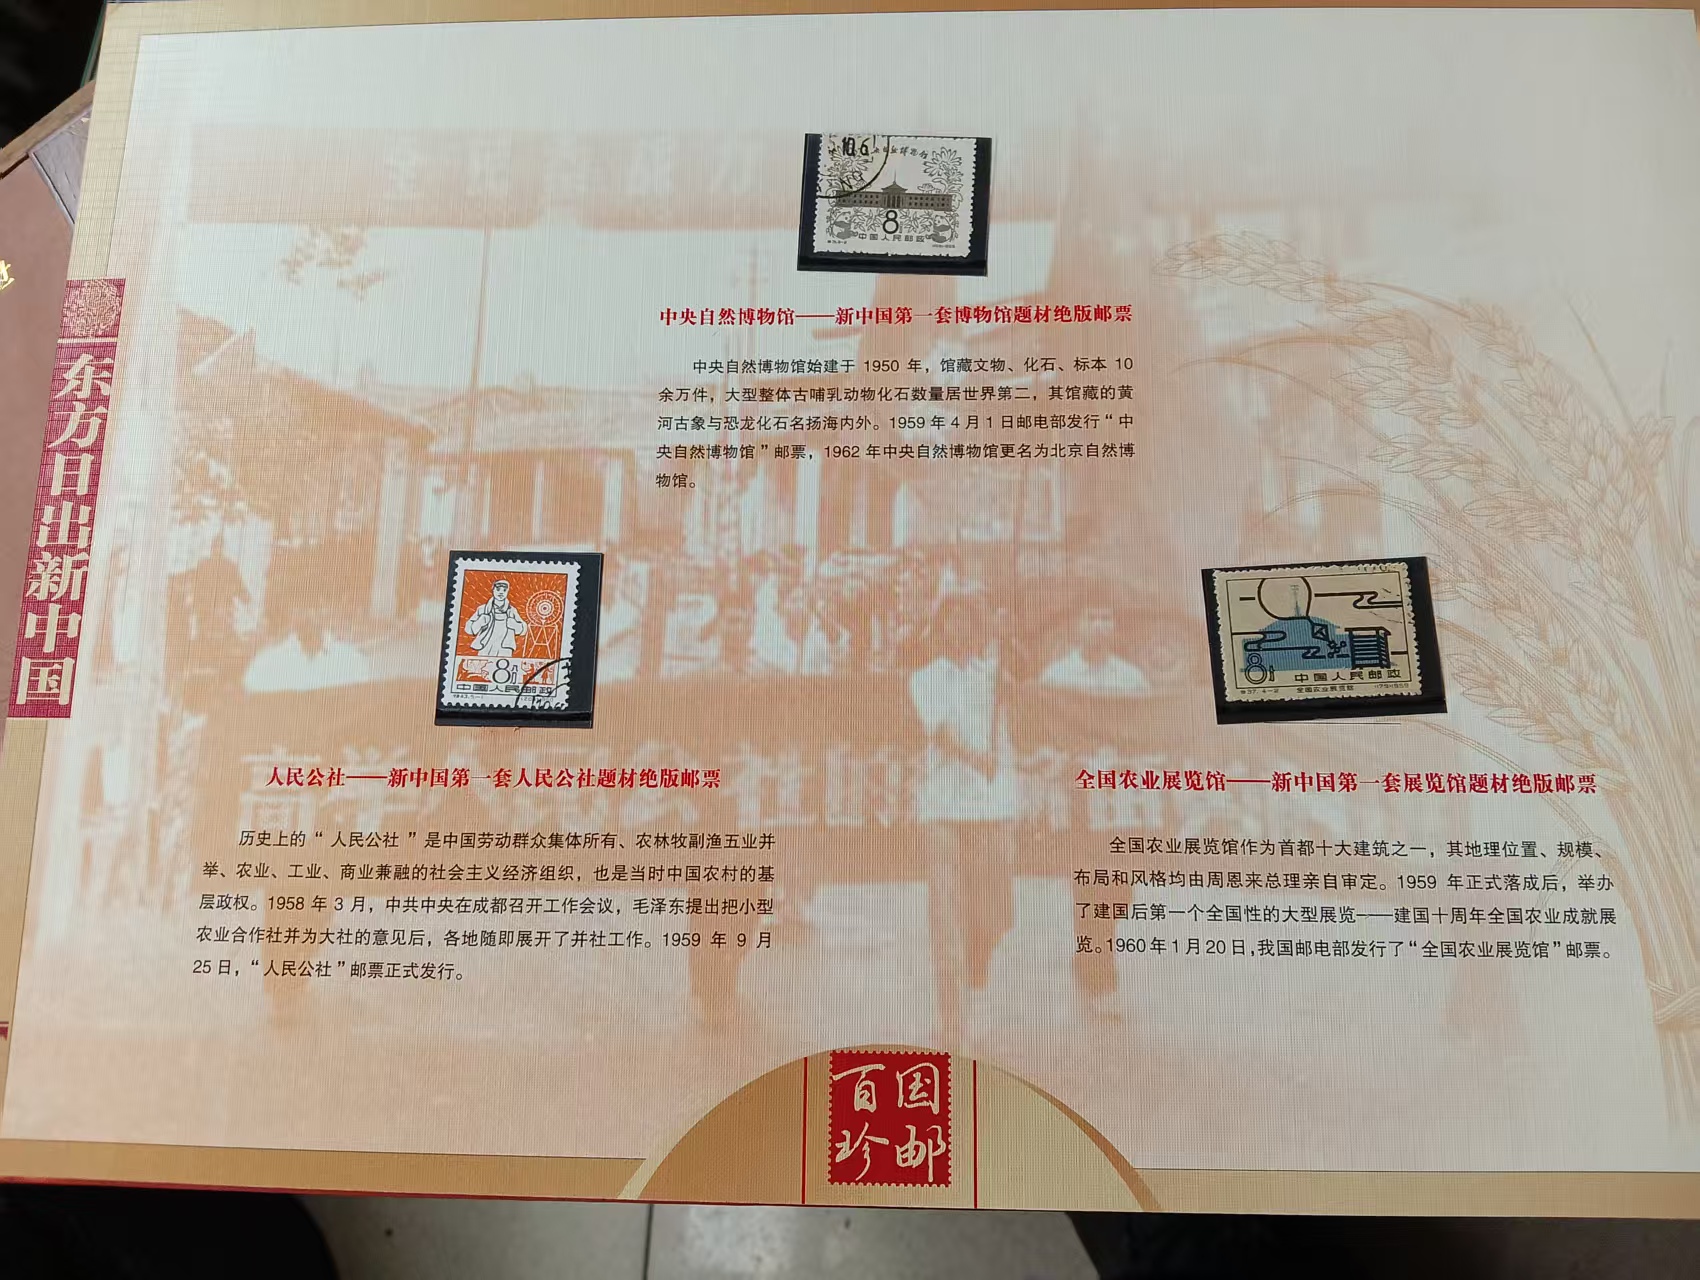 东方日出新中国
10.6
8
中国人民邮政
中央自然博物馆——新中国第一套博物馆题材绝版邮票
中央自然博物馆始建于 1950 年，馆藏文物、化石、标本 10
余万件，大型整体古哺乳动物化石数量居世界第二，其馆藏的黄
河古象与恐龙化石名扬海内外。1959 年 4 月 1 日邮电部发行“ 中
央自然博物馆 ”邮票，1962 年中央自然博物馆更名为北京自然博
物馆。
8
中国人民邮政
人民公社——新中国第一套人民公社题材绝版邮票
历史上的“ 人民公社 ”是中国劳动群众集体所有、农林牧副渔五业并
举、农业、工业、商业兼融的社会主义经济组织，也是当时中国农村的基
层政权。1958 年 3 月，中共中央在成都召开工作会议，毛泽东提出把小型
农业合作社并为大社的意见后，各地随即展开了并社工作。1959 年 9 月
25 日，“ 人民公社 ”邮票正式发行。
8
中国人民邮政
全国农业展览馆
全国农业展览馆——新中国第一套展览馆题材绝版邮票
全国农业展览馆作为首都十大建筑之一，其地理位置、规模、
布局和风格均由周恩来总理亲自审定。1959 年正式落成后，举办
了建国后第一个全国性的大型展览——建国十周年全国农业成就展
览。1960 年 1 月 20 日，我国邮电部发行了“全国农业展览馆”邮票。
国邮
百珍